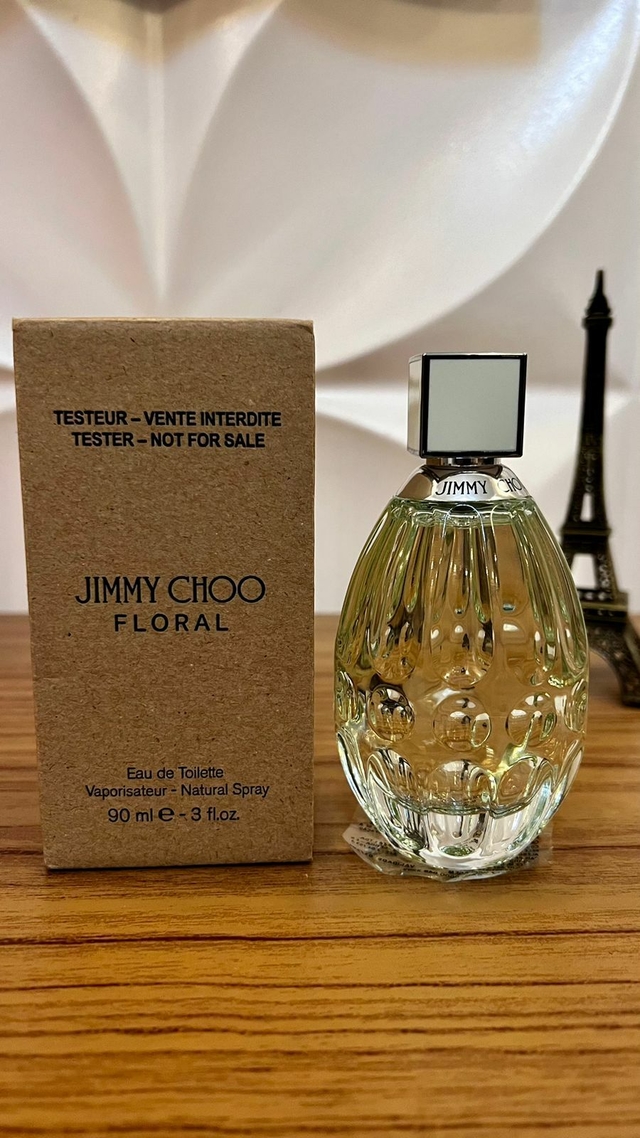 TESTEUR – VENTE INTERDITE
TESTER – NOT FOR SALE
JIMMY CHOO
FLORAL
Eau de Toilette
Vaporisateur - Natural Spray
90 ml ℮ - 3 fl.oz.
JIMMY CHO